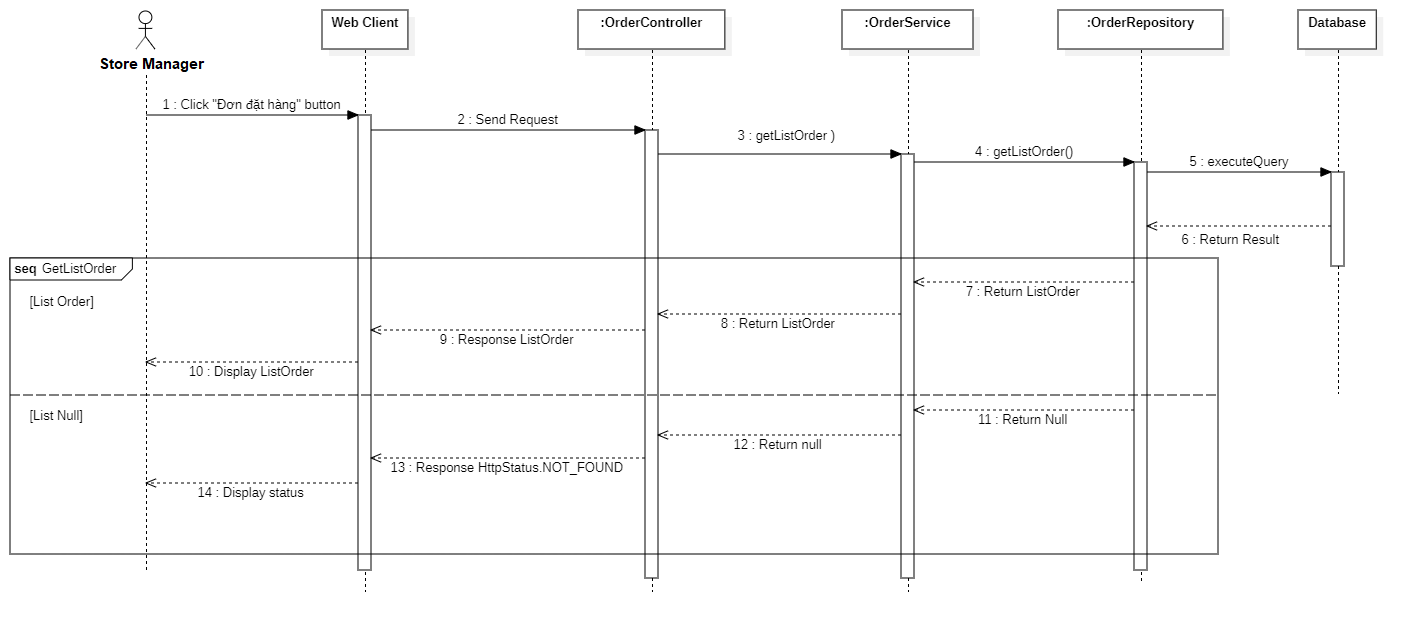 Store Manager
Web Client
:OrderController
:OrderService
:OrderRepository
Database
1 : Click "Đơn đặt hàng" button
2 : Send Request
3 : getListOrder )
4 : getListOrder()
5 : executeQuery
6 : Return Result
seq GetListOrder
[List Order]
7 : Return ListOrder
8 : Return ListOrder
9 : Response ListOrder
10 : Display ListOrder
[List Null]
11 : Return Null
12 : Return null
13 : Response HttpStatus.NOT_FOUND
14 : Display status